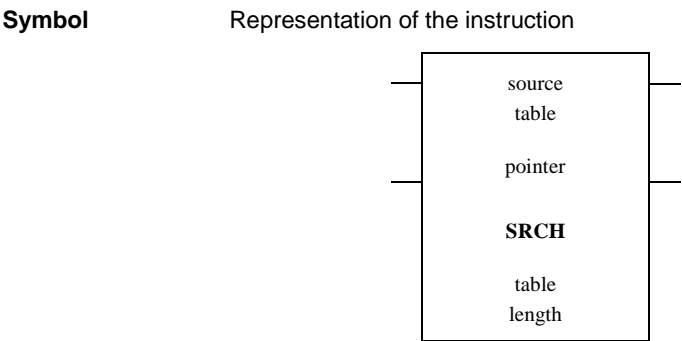 Symbol Representation of the instruction
source
table
pointer
SRCH
table
length